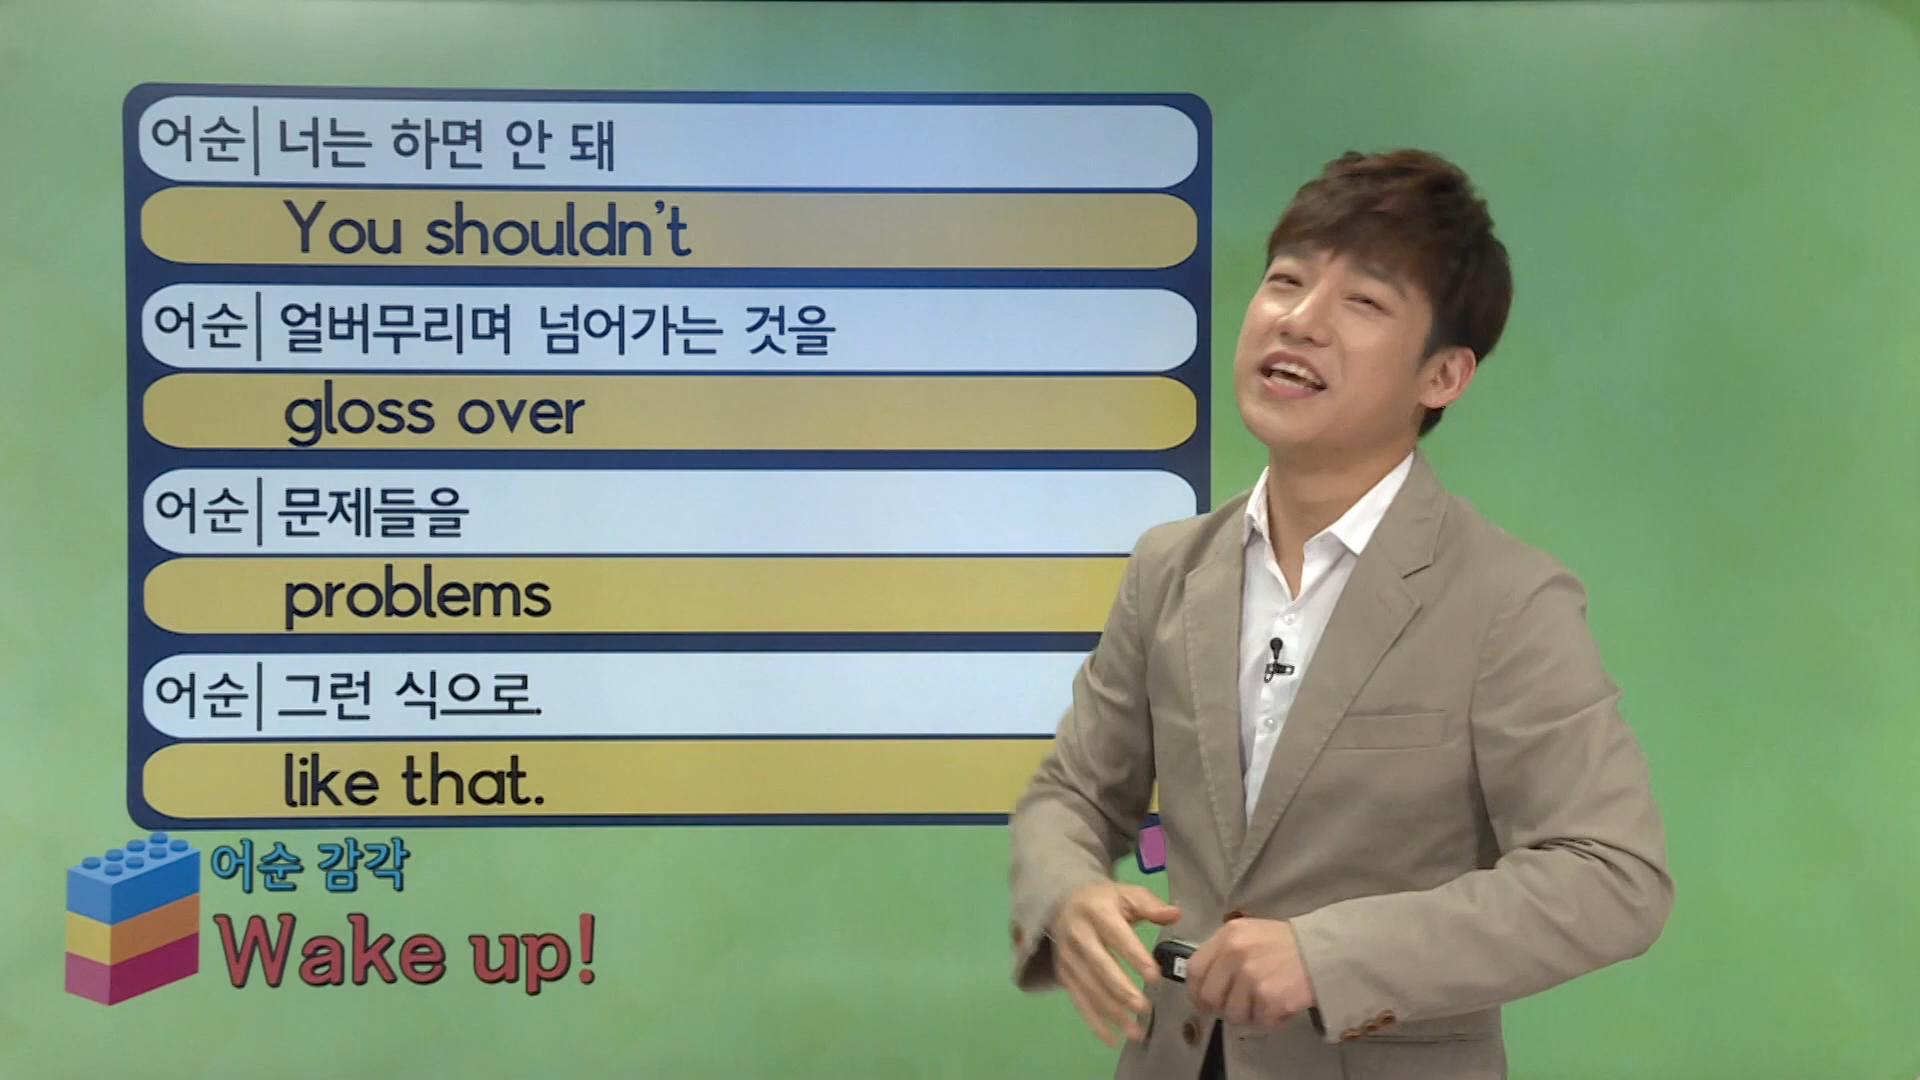 어순 너는 하면 안 돼
You shouldn't
어순 얼버무리며 넘어가는 것을
gloss over
어순 문제들을
problems
어순 그런 식으로.
like that.
어순 감각
Wake up!